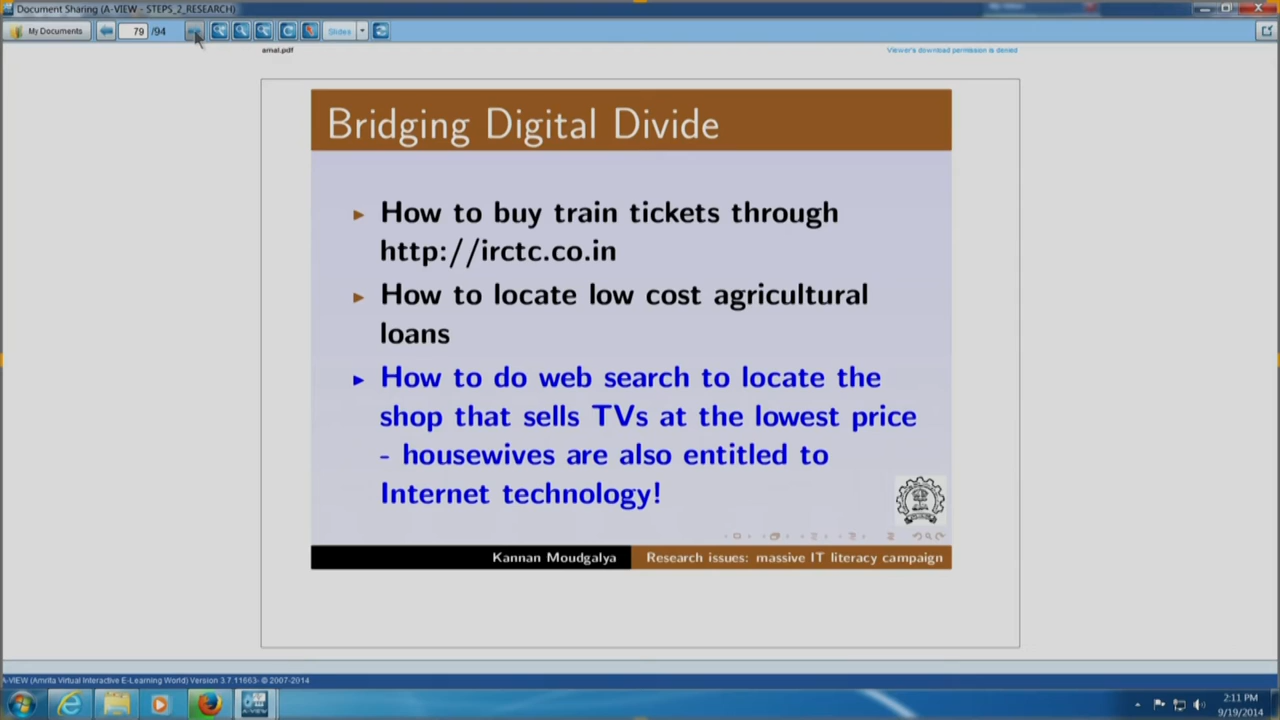 Document Sharing (A-VIEW - STEPS_2_RESEARCH)
My Documents
79 /94
Slides
amal.pdf
Viewer's download permission is denied
Bridging Digital Divide
How to buy train tickets through
http://irctc.co.in
How to locate low cost agricultural
loans
How to do web search to locate the
shop that sells TVs at the lowest price
- housewives are also entitled to
Internet technology!
Kannan Moudgalya
Research issues: massive IT literacy campaign
A-VIEW (Amrita Virtual Interactive E-Learning World) Version 3.7 11663- © 2007-2014
2:11 PM
9/19/2014